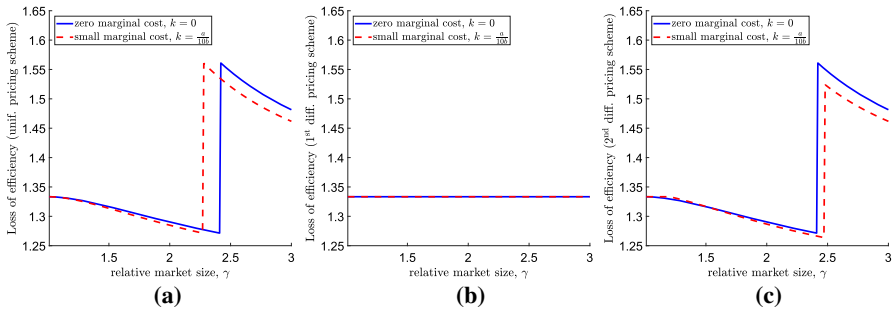 Loss of efficiency (unif. pricing scheme)
1.65
1.6
1.55
1.5
1.45
1.4
1.35
1.3
1.25
zero marginal cost, k = 0
small marginal cost, k = a/10b
1.5 2 2.5 3
relative market size, γ
(a)
Loss of efficiency (1st diff. pricing scheme)
1.65
1.6
1.55
1.5
1.45
1.4
1.35
1.3
1.25
zero marginal cost, k = 0
small marginal cost, k = a/10b
1.5 2 2.5 3
relative market size, γ
(b)
Loss of efficiency (2nd diff. pricing scheme)
1.65
1.6
1.55
1.5
1.45
1.4
1.35
1.3
1.25
zero marginal cost, k = 0
small marginal cost, k = a/10b
1.5 2 2.5 3
relative market size, γ
(c)